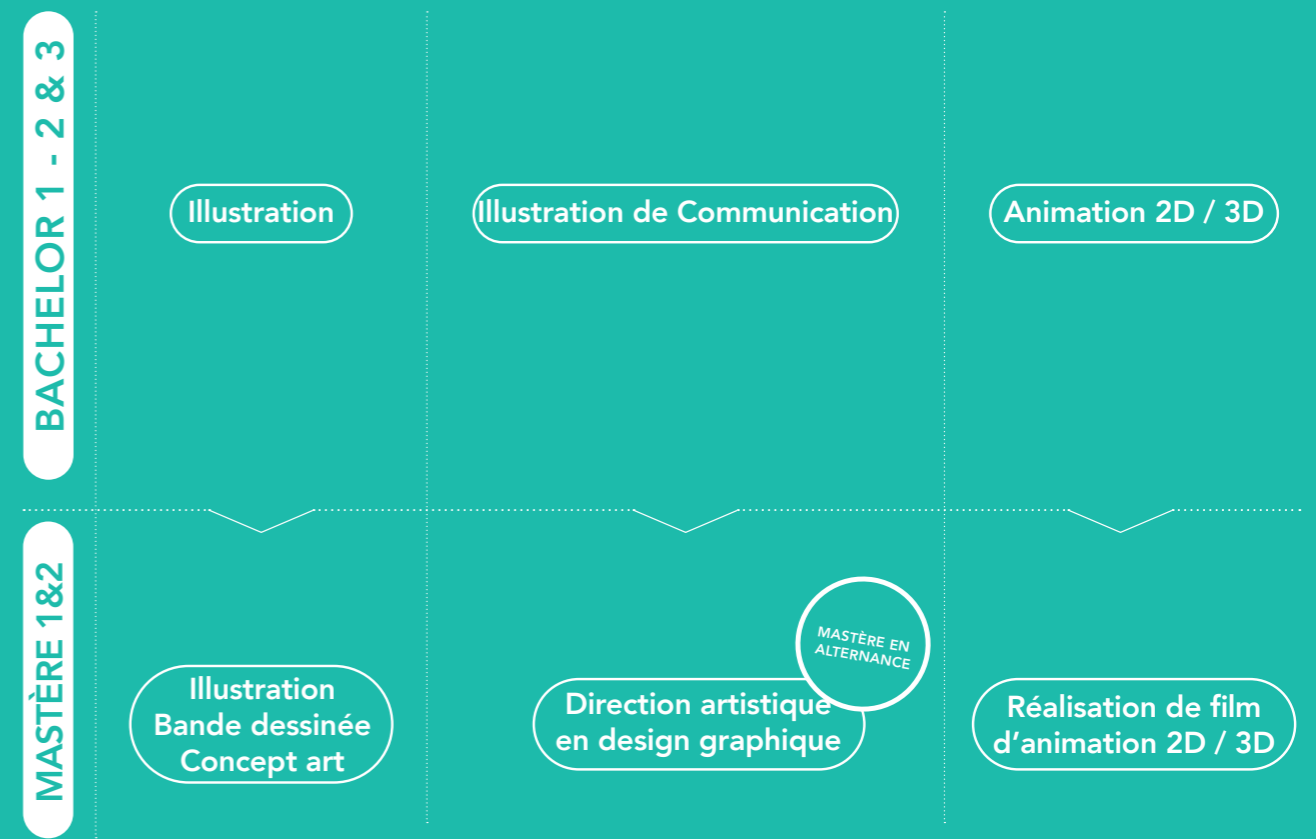 BACHELOR 1 - 2 & 3
Illustration
Illustration de Communication
Animation 2D / 3D
MASTÈRE 1&2
Illustration
Bande dessinée
Concept art
MASTÈRE EN
ALTERNANCE
Direction artistique
en design graphique
Réalisation de film
d’animation 2D / 3D